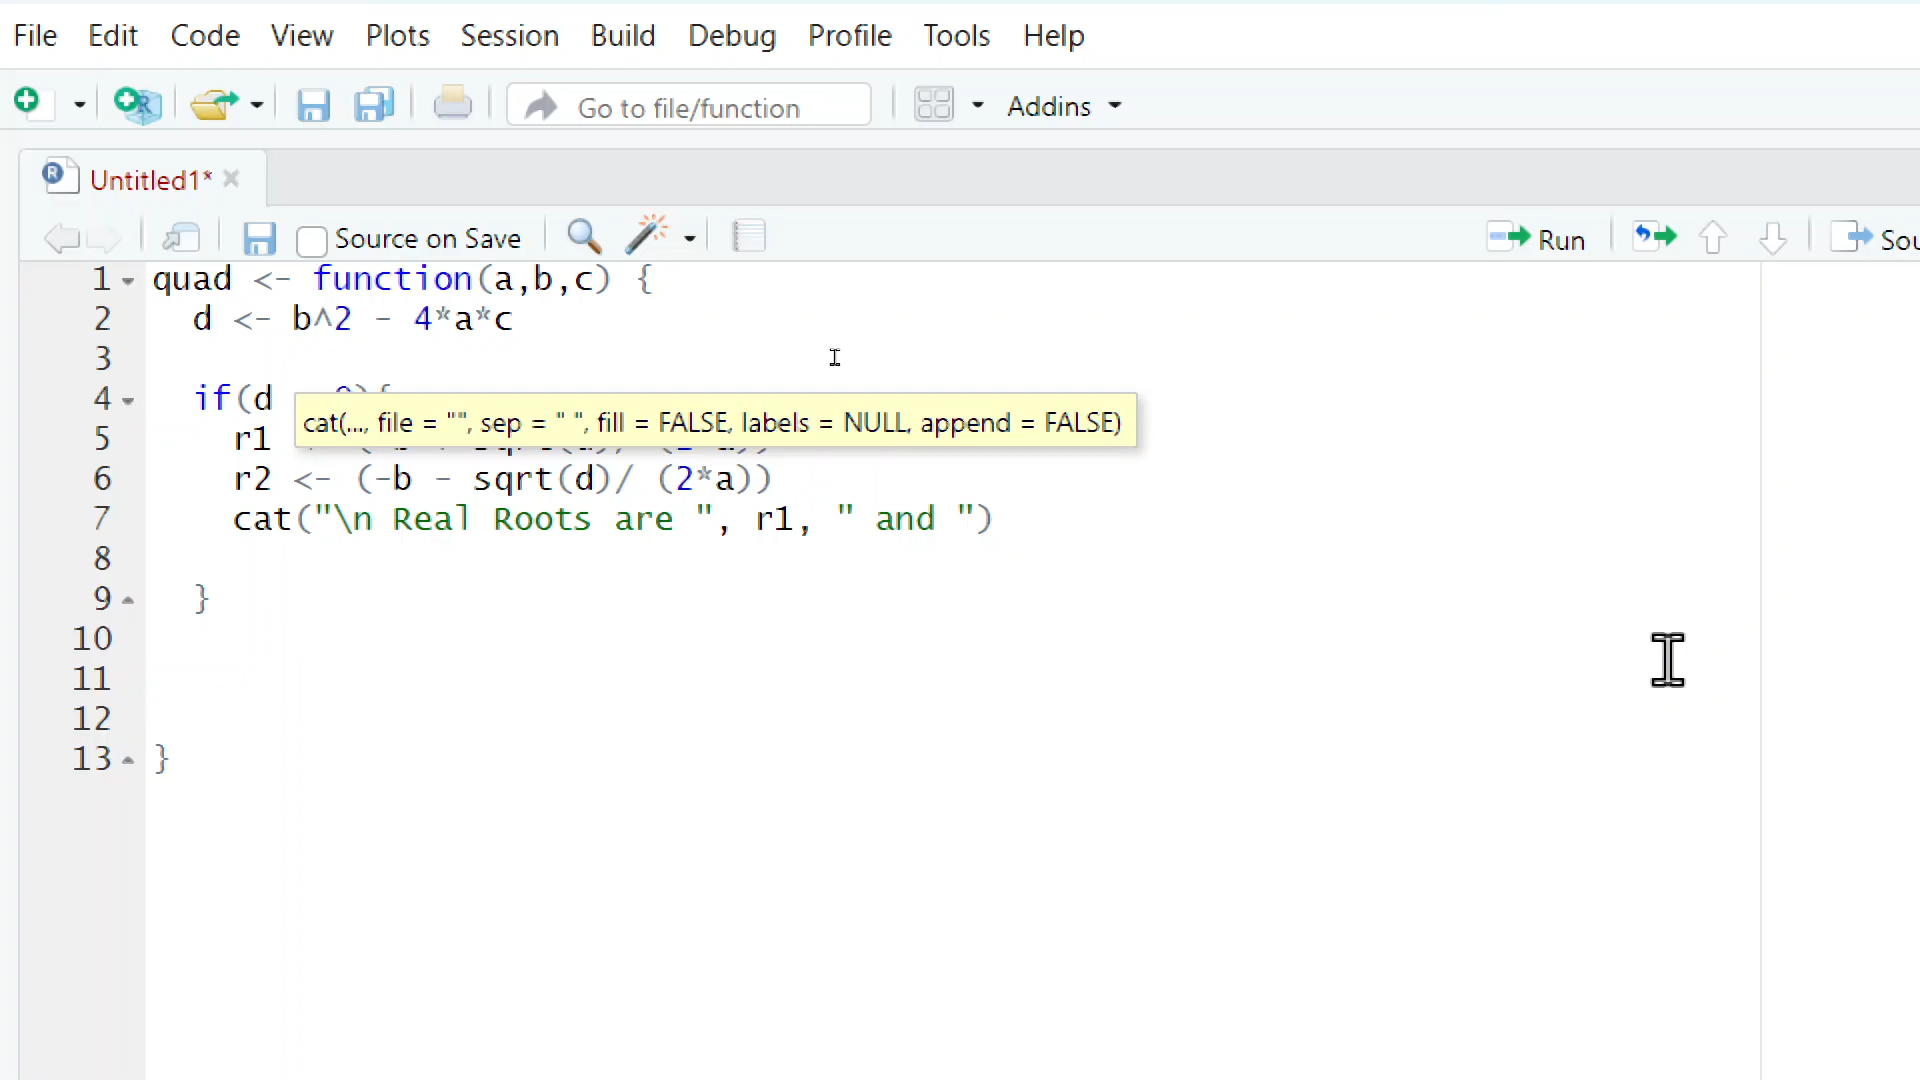 File Edit Code View Plots Session Build Debug Profile Tools Help
Go to file/function Addins
Untitled1*
Source on Save Run
1 quad <- function(a,b,c) {
2 d <- b^2 - 4*a*c
3
4 if(d 0){
cat(..., file = "", sep = " ", fill = FALSE, labels = NULL, append = FALSE)
5 r1
6 r2 <- (-b - sqrt(d)/ (2*a))
7 cat("\n Real Roots are ", r1, " and ")
8
9 }
10
11
12
13 }